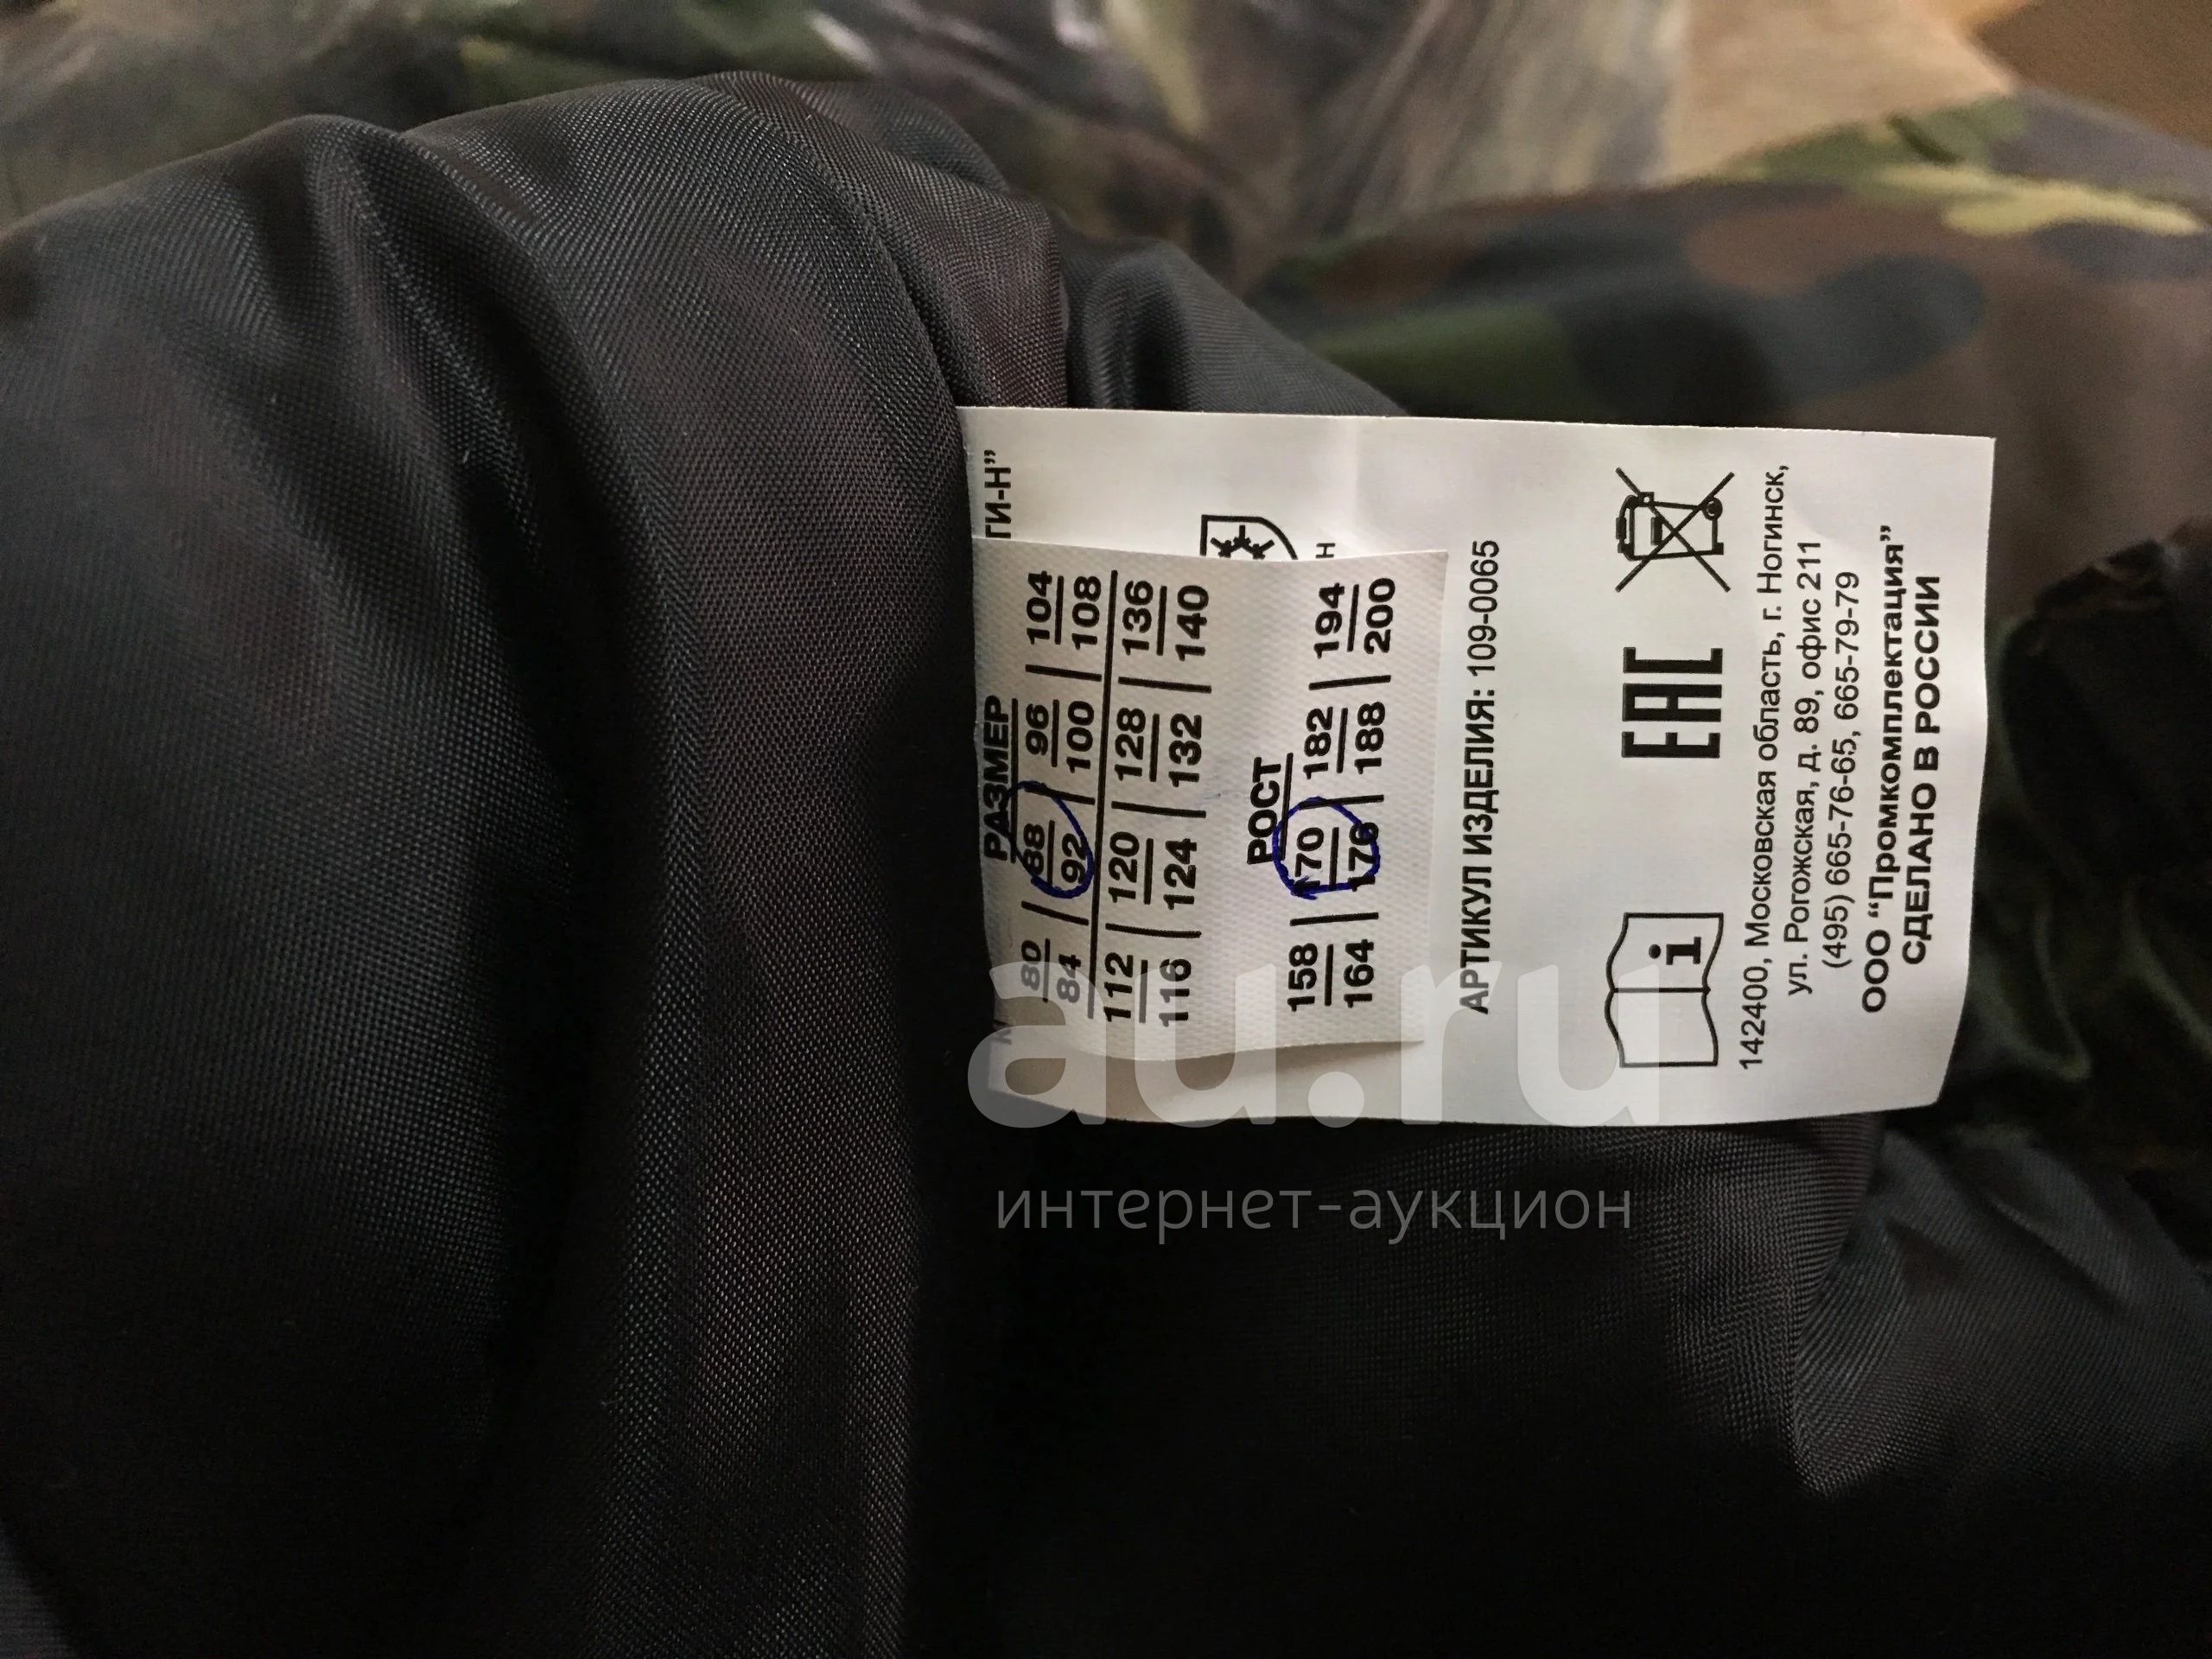 ГИ-Н”
РАЗМЕР
80 | 88 | 96 | 104
84 | 92 | 100 | 108
112 | 120 | 128 | 136
116 | 124 | 132 | 140
РОСТ
158 | 170 | 182 | 194
164 | 176 | 188 | 200
АРТИКУЛ ИЗДЕЛИЯ: 109-0065
i EAC
142400, Московская область, г. Ногинск,
ул. Рогожская, д. 89, офис 211
(495) 665-76-65, 665-79-79
ООО “Промкомплектация”
СДЕЛАНО В РОССИИ
au.ru
интернет-аукцион